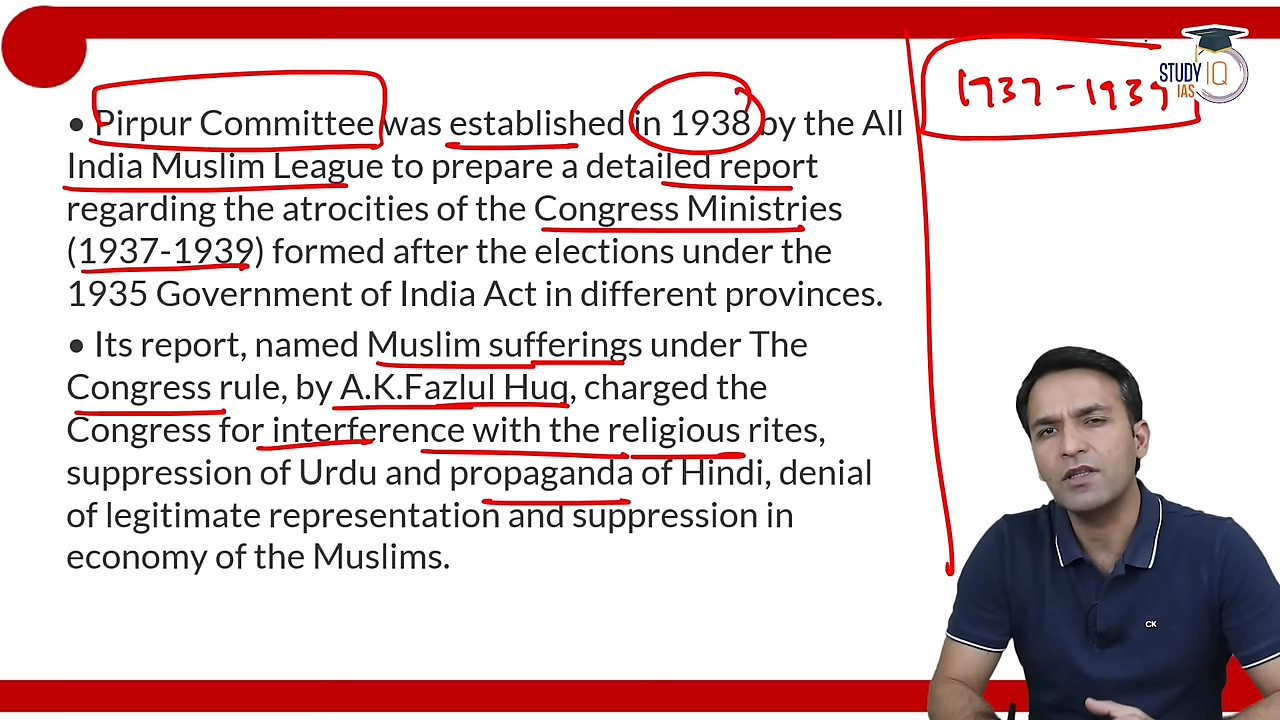 • Pirpur Committee was established in 1938 by the All
India Muslim League to prepare a detailed report
regarding the atrocities of the Congress Ministries
(1937-1939) formed after the elections under the
1935 Government of India Act in different provinces.
• Its report, named Muslim sufferings under The
Congress rule, by A.K.Fazlul Huq, charged the
Congress for interference with the religious rites,
suppression of Urdu and propaganda of Hindi, denial
of legitimate representation and suppression in
economy of the Muslims.
1937-1939
STUDY IQ
IAS
CK